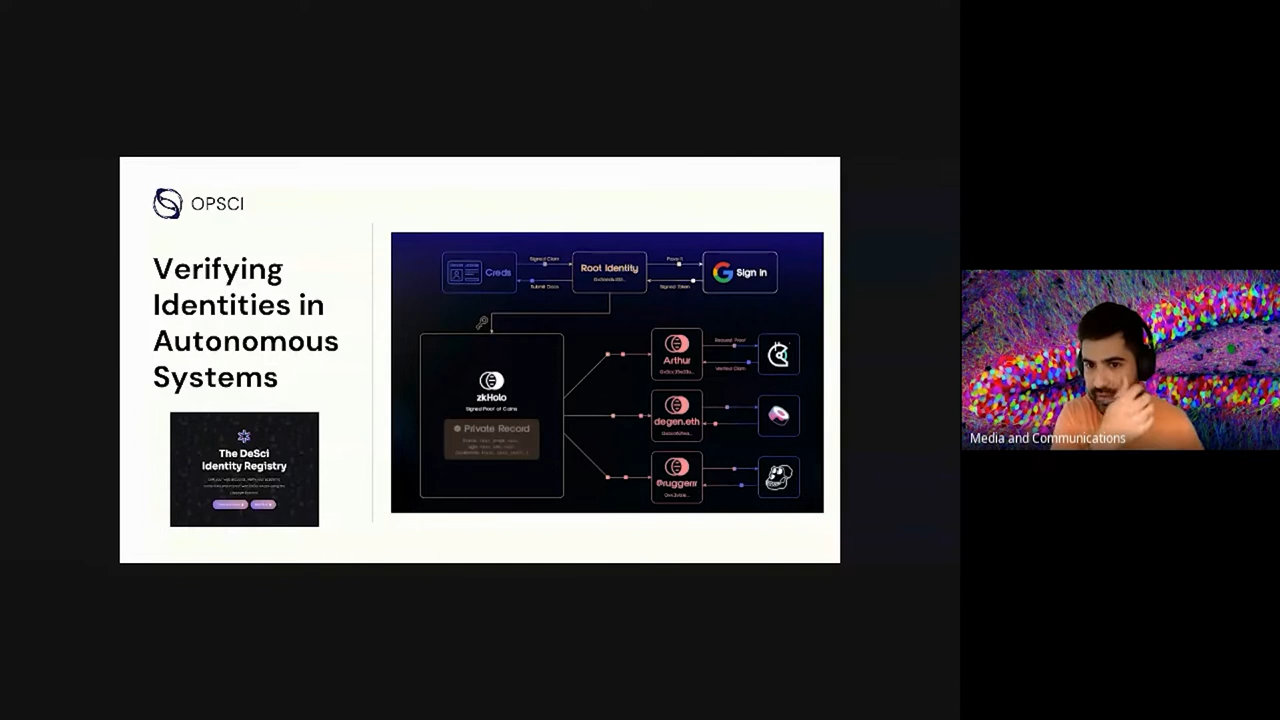 OPSCI
Verifying
Identities in
Autonomous
Systems
The DeSci
Identity Registry
Creds
Signed Claim
Submit Docs
Root Identity
Prove It
Signed Token
Sign in
zkHolo
Signed Proof of Calims
Private Record
Arthur
Request Proof
Verified Claim
degen.eth
@ruggerrr
Media and Communications